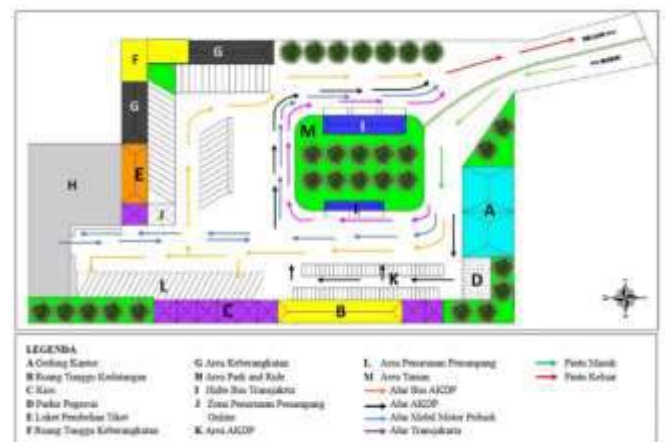 F
G
G
E
H
J
M
I
I
A
D
K
L
C
B
LEGENDA
A Gedung Kantor
B Ruang Tunggu Kedatangan
C Kios
D Parkir Pegawai
E Loket Pembelian Tiket
F Ruang Tunggu Keberangkatan
G Area Keberangkatan
H Area Park and Ride
I Halte Bus Transjakarta
J Zona Penurunan Penumpang
Online
K Area AKDP
L Area Penurunan Penumpang
M Area Taman
Alur Bus AKDP
Alur AKDP
Alur Mobil Motor Pribadi
Alur Transjakarta
Pintu Masuk
Pintu Keluar